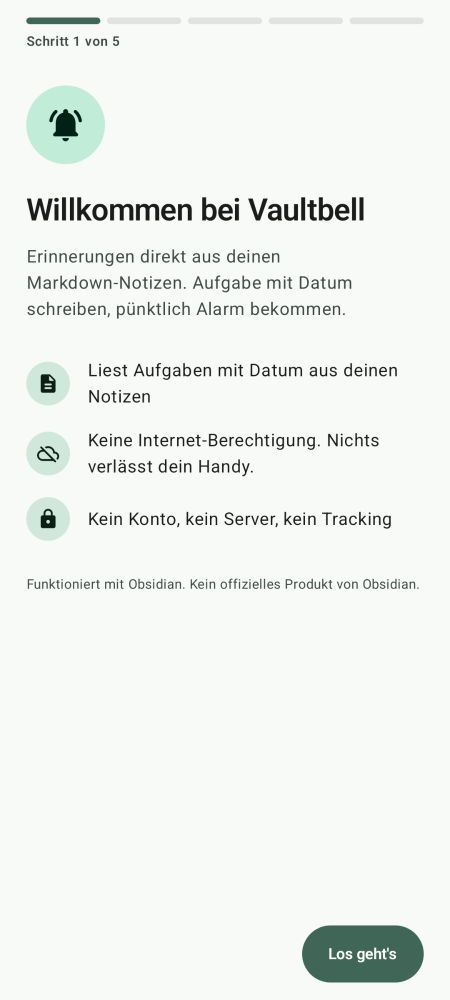 Schritt 1 von 5
Willkommen bei Vaultbell
Erinnerungen direkt aus deinen
Markdown-Notizen. Aufgabe mit Datum
schreiben, pünktlich Alarm bekommen.
Liest Aufgaben mit Datum aus deinen
Notizen
Keine Internet-Berechtigung. Nichts
verlässt dein Handy.
Kein Konto, kein Server, kein Tracking
Funktioniert mit Obsidian. Kein offizielles Produkt von Obsidian.
Los geht's